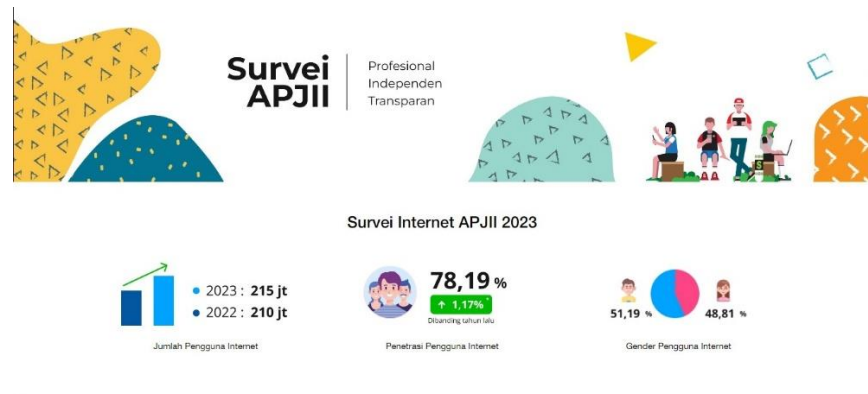 Survei APJII
Profesional
Independen
Transparan
Survei Internet APJII 2023
2023 : 215 jt
2022 : 210 jt
Jumlah Pengguna Internet
78,19 %
↑ 1,17% *
Dibanding tahun lalu
Penetrasi Pengguna Internet
51,19 %
48,81 %
Gender Pengguna Internet